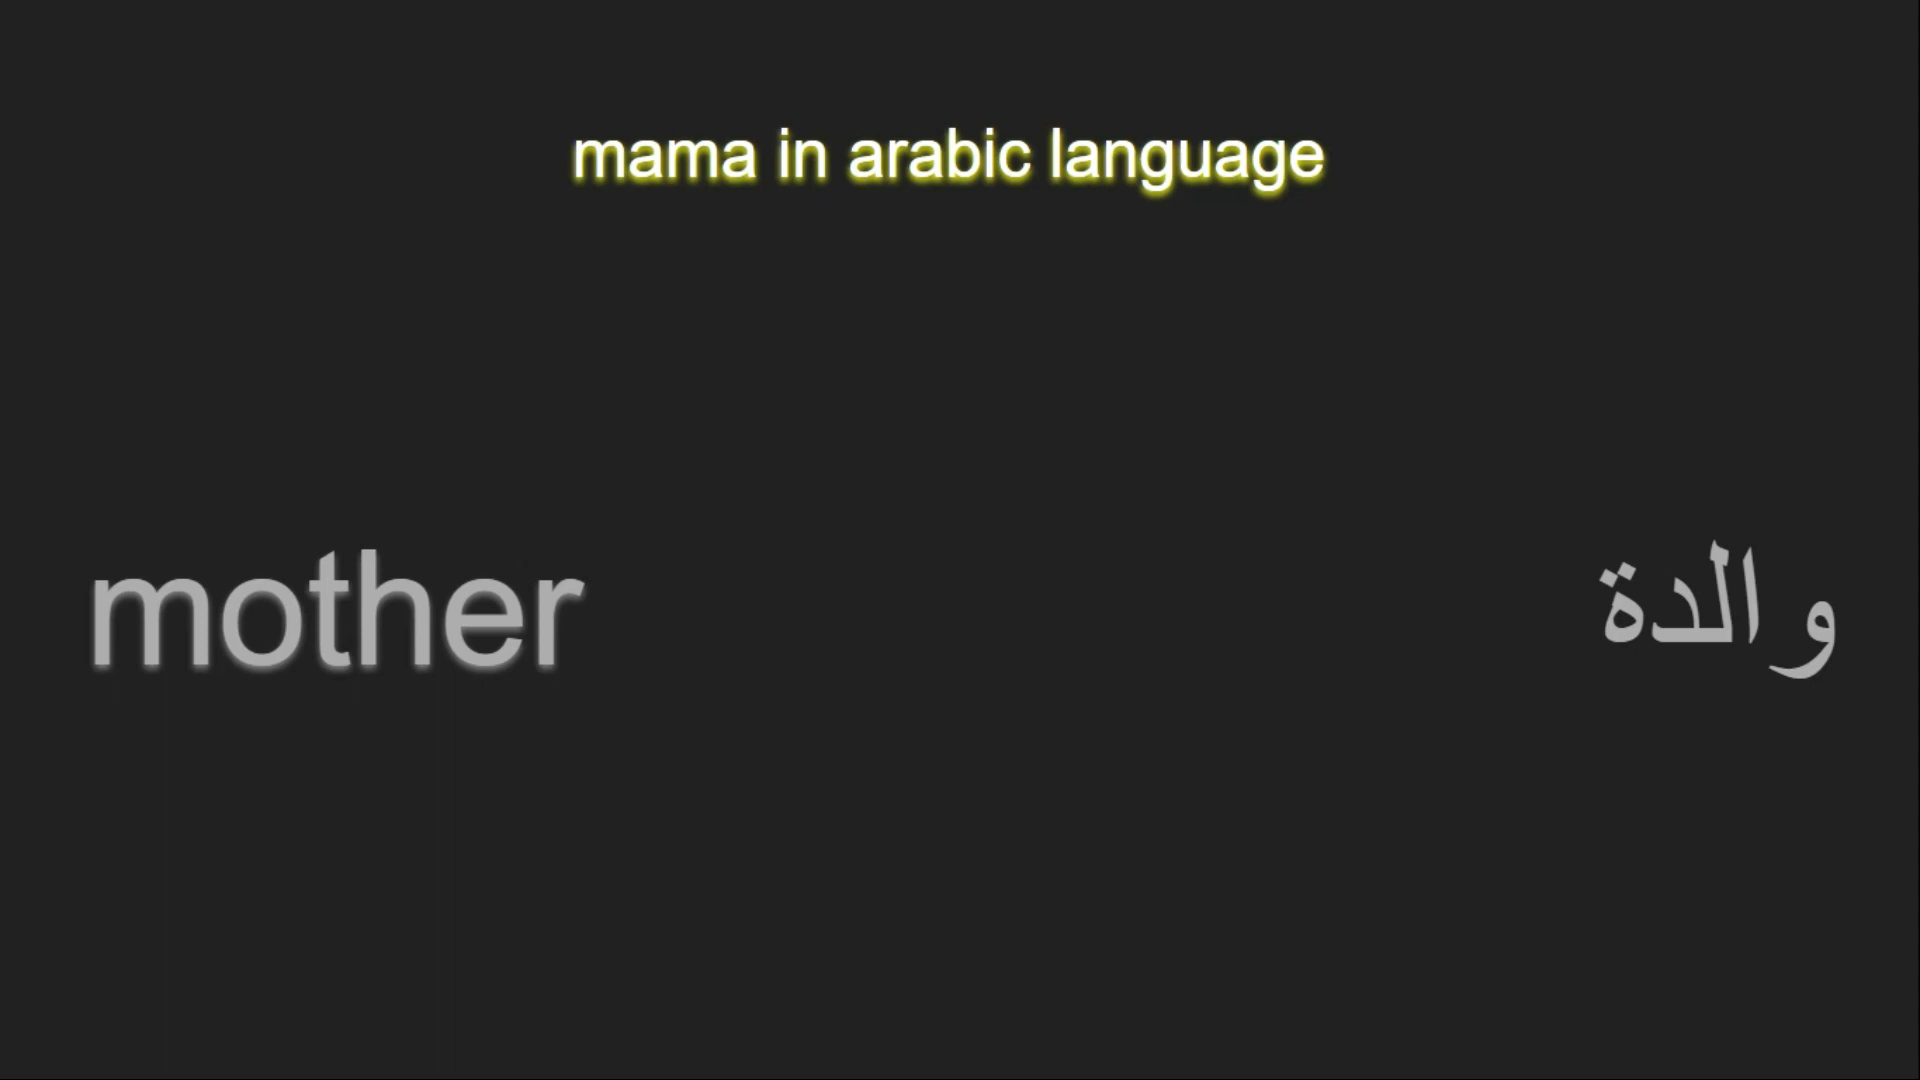 mama in arabic language
mother
والدة